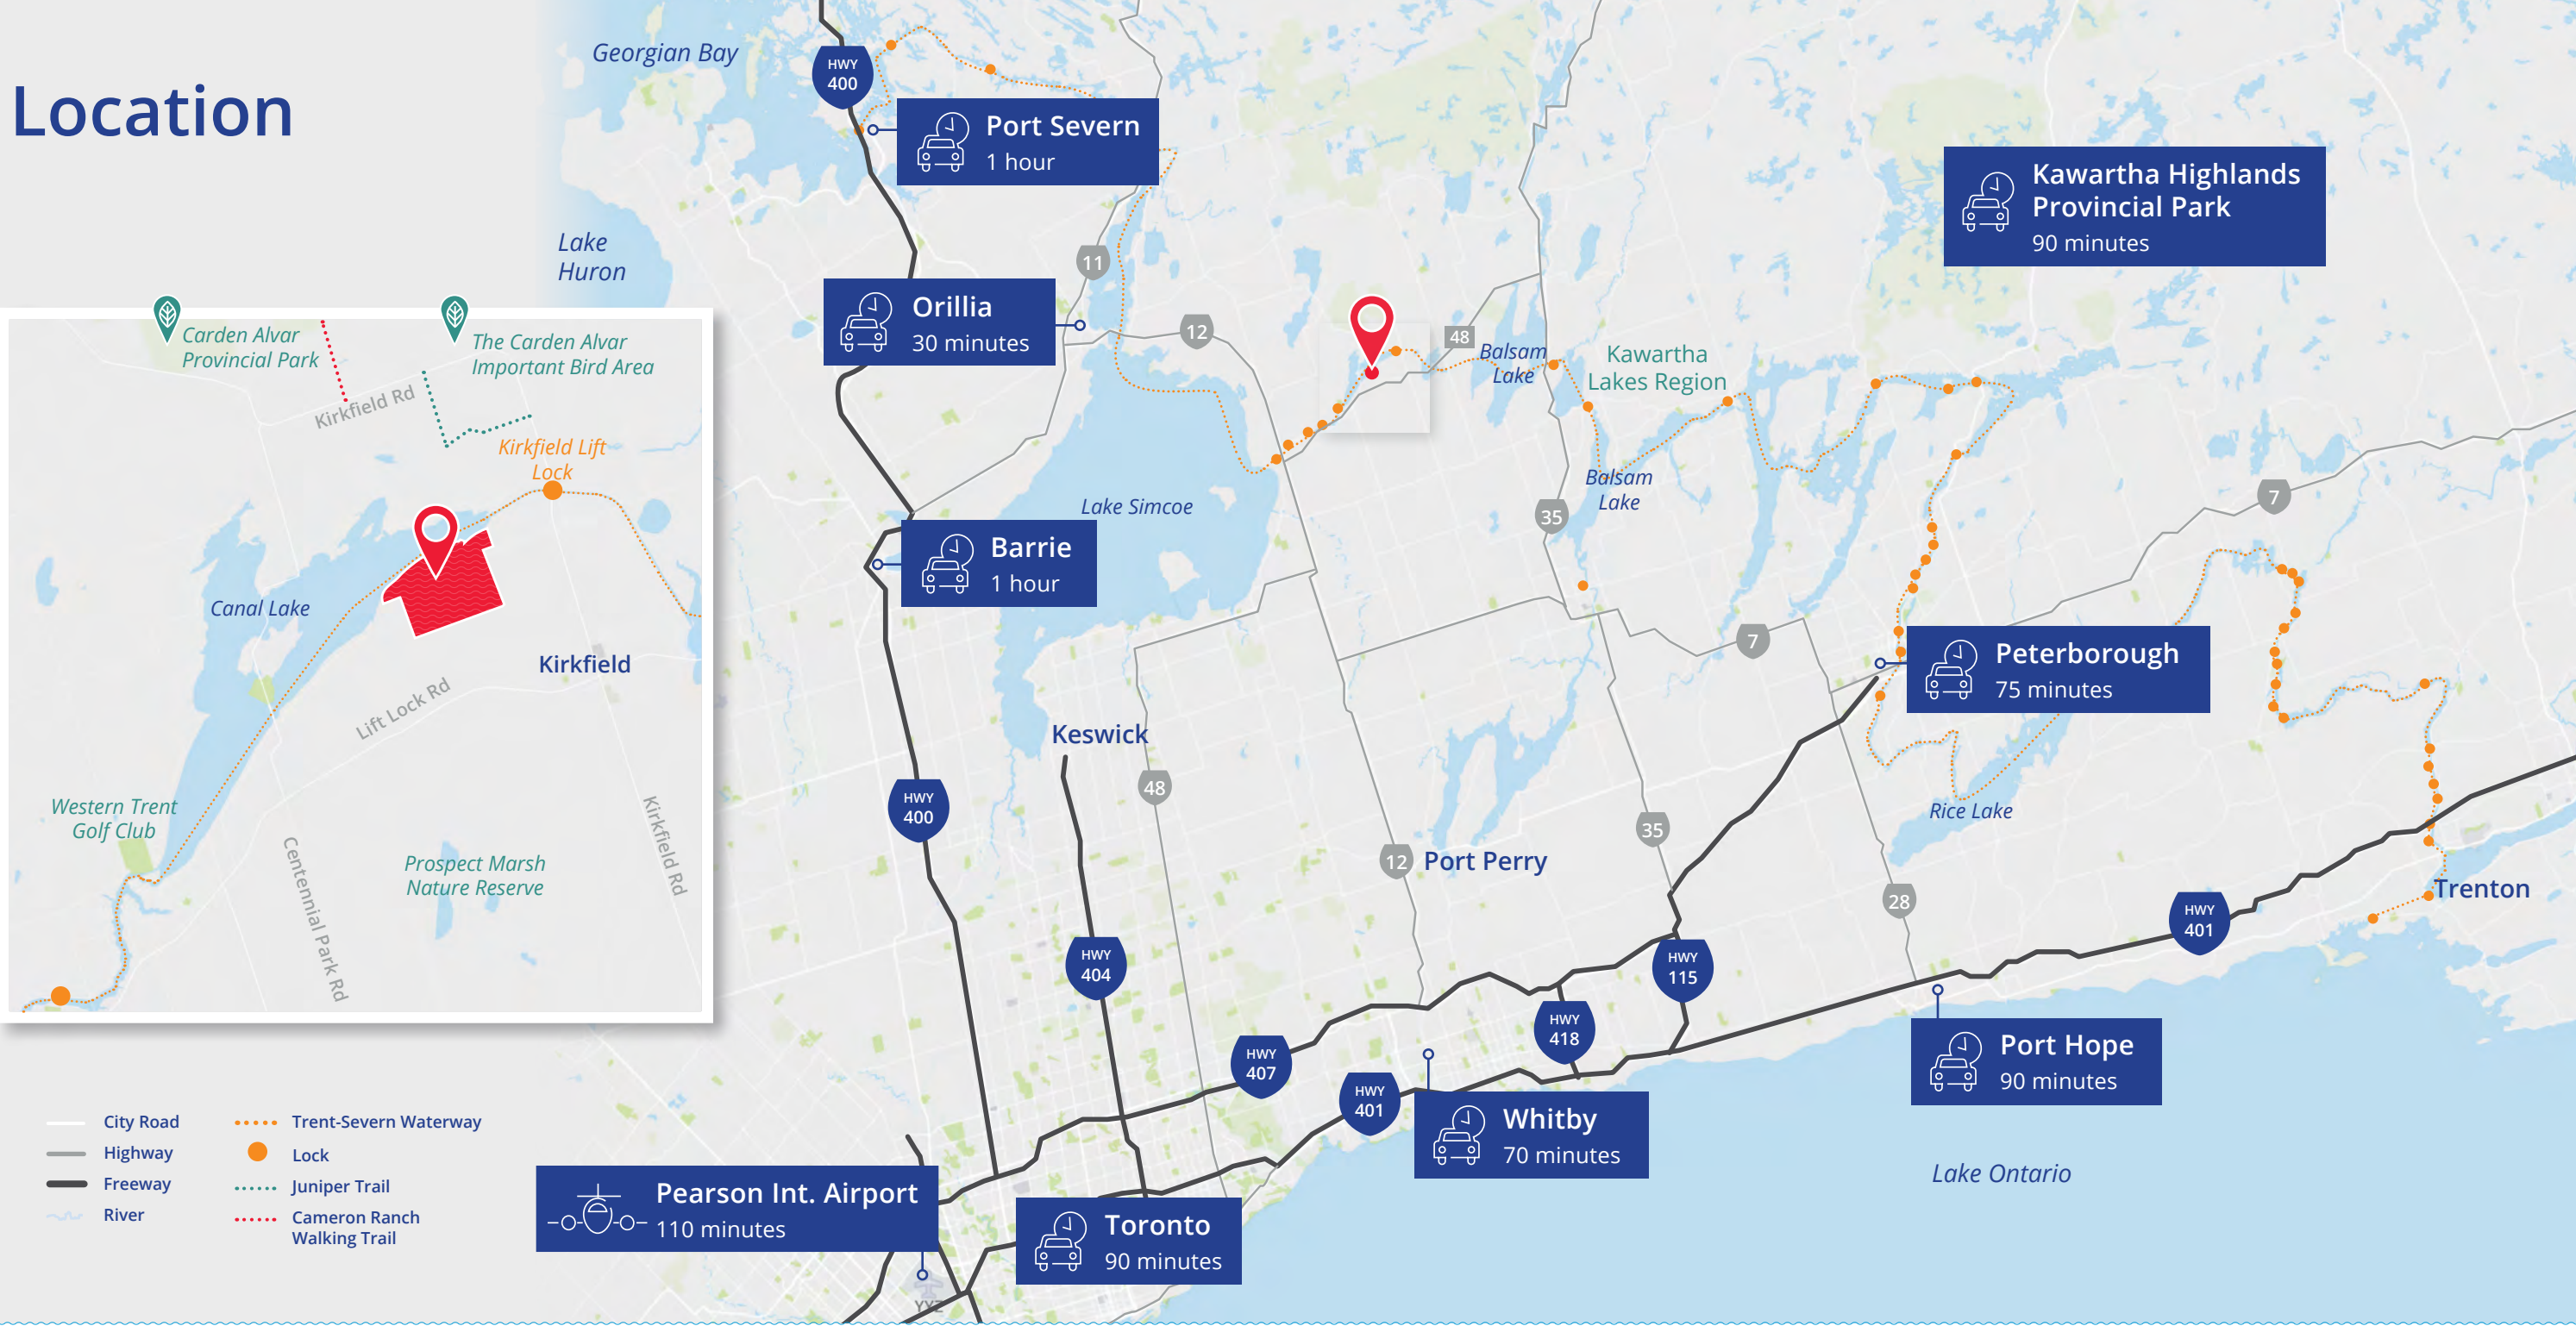 Location
Georgian Bay
HWY
400
Port Severn
1 hour
Kawartha Highlands
Provincial Park
90 minutes
Lake
Huron
11
Orillia
30 minutes
12
48
Balsam
Lake
Kawartha
Lakes Region
Carden Alvar
Provincial Park
The Carden Alvar
Important Bird Area
Kirkfield Rd
Kirkfield Lift
Lock
Canal Lake
Kirkfield
Lift Lock Rd
Western Trent
Golf Club
Centennial Park Rd
Prospect Marsh
Nature Reserve
Kirkfield Rd
Lake Simcoe
Balsam
Lake
35
7
Barrie
1 hour
7
Peterborough
75 minutes
Keswick
48
HWY
400
Rice Lake
35
12
Port Perry
28
Trenton
HWY
401
HWY
404
HWY
115
HWY
418
HWY
407
HWY
401
Port Hope
90 minutes
Whitby
70 minutes
Lake Ontario
Pearson Int. Airport
110 minutes
Toronto
90 minutes
YYZ
City Road
Highway
Freeway
River
Trent-Severn Waterway
Lock
Juniper Trail
Cameron Ranch
Walking Trail